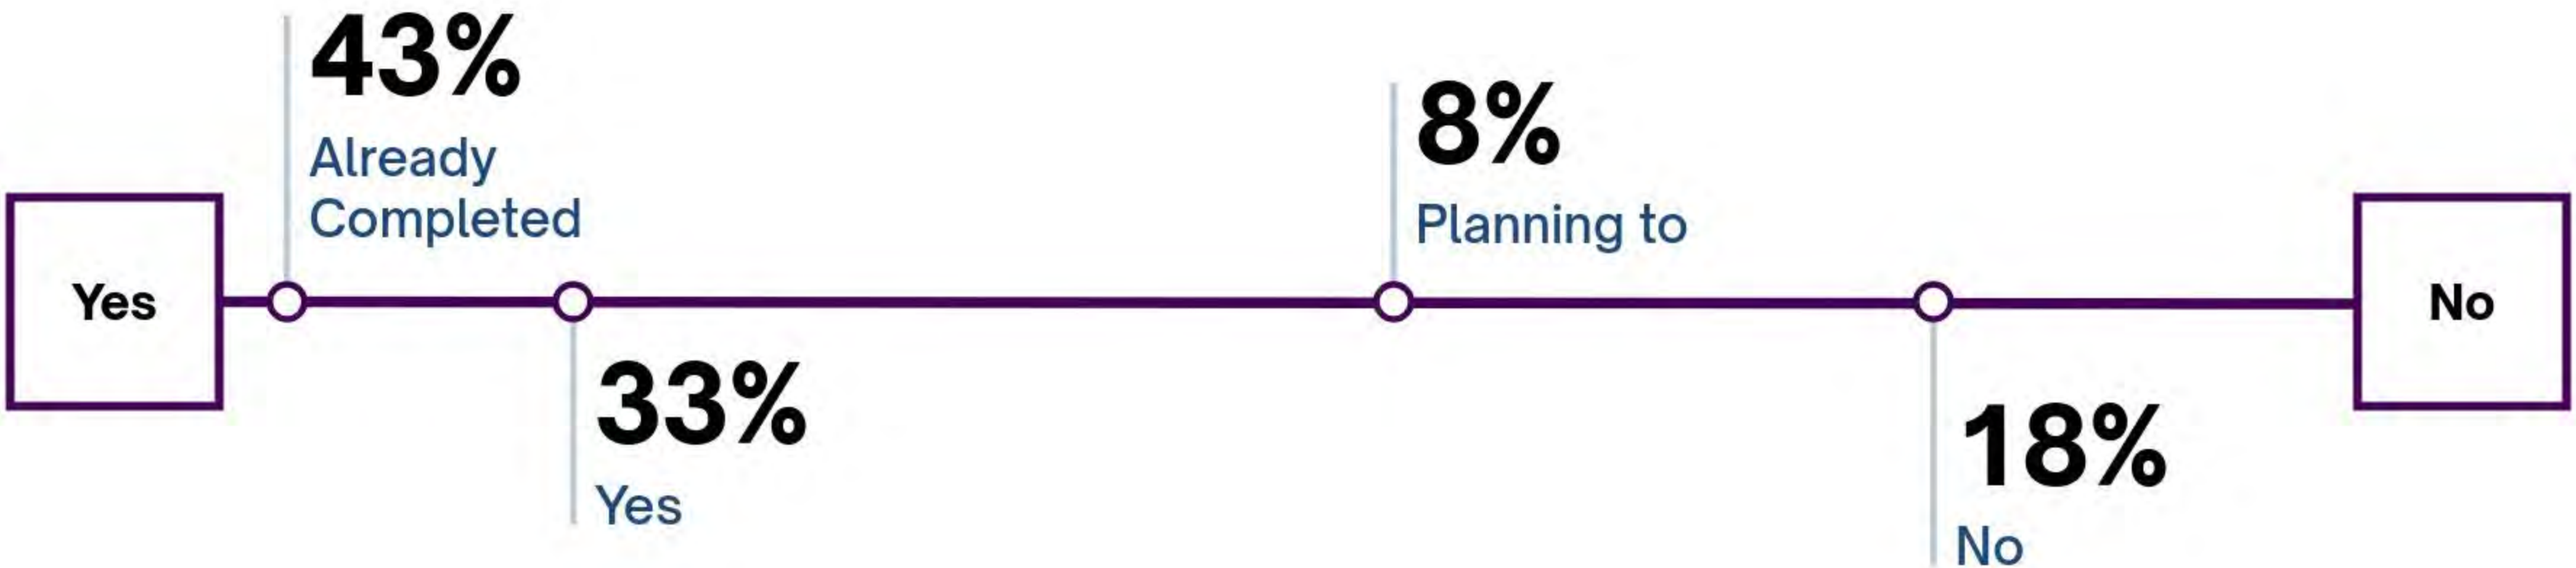 43%
Already
Completed
8%
Planning to
Yes
No
33%
Yes
18%
No